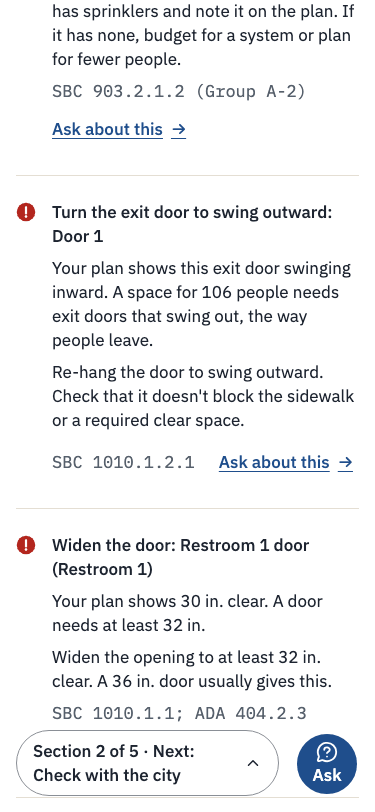 has sprinklers and note it on the plan. If
it has none, budget for a system or plan
for fewer people.
SBC 903.2.1.2 (Group A-2)
Ask about this →
Turn the exit door to swing outward:
Door 1
Your plan shows this exit door swinging
inward. A space for 106 people needs
exit doors that swing out, the way
people leave.
Re-hang the door to swing outward.
Check that it doesn't block the sidewalk
or a required clear space.
SBC 1010.1.2.1 Ask about this →
Widen the door: Restroom 1 door
(Restroom 1)
Your plan shows 30 in. clear. A door
needs at least 32 in.
Widen the opening to at least 32 in.
clear. A 36 in. door usually gives this.
SBC 1010.1.1; ADA 404.2.3
Section 2 of 5 · Next:
Check with the city
Ask